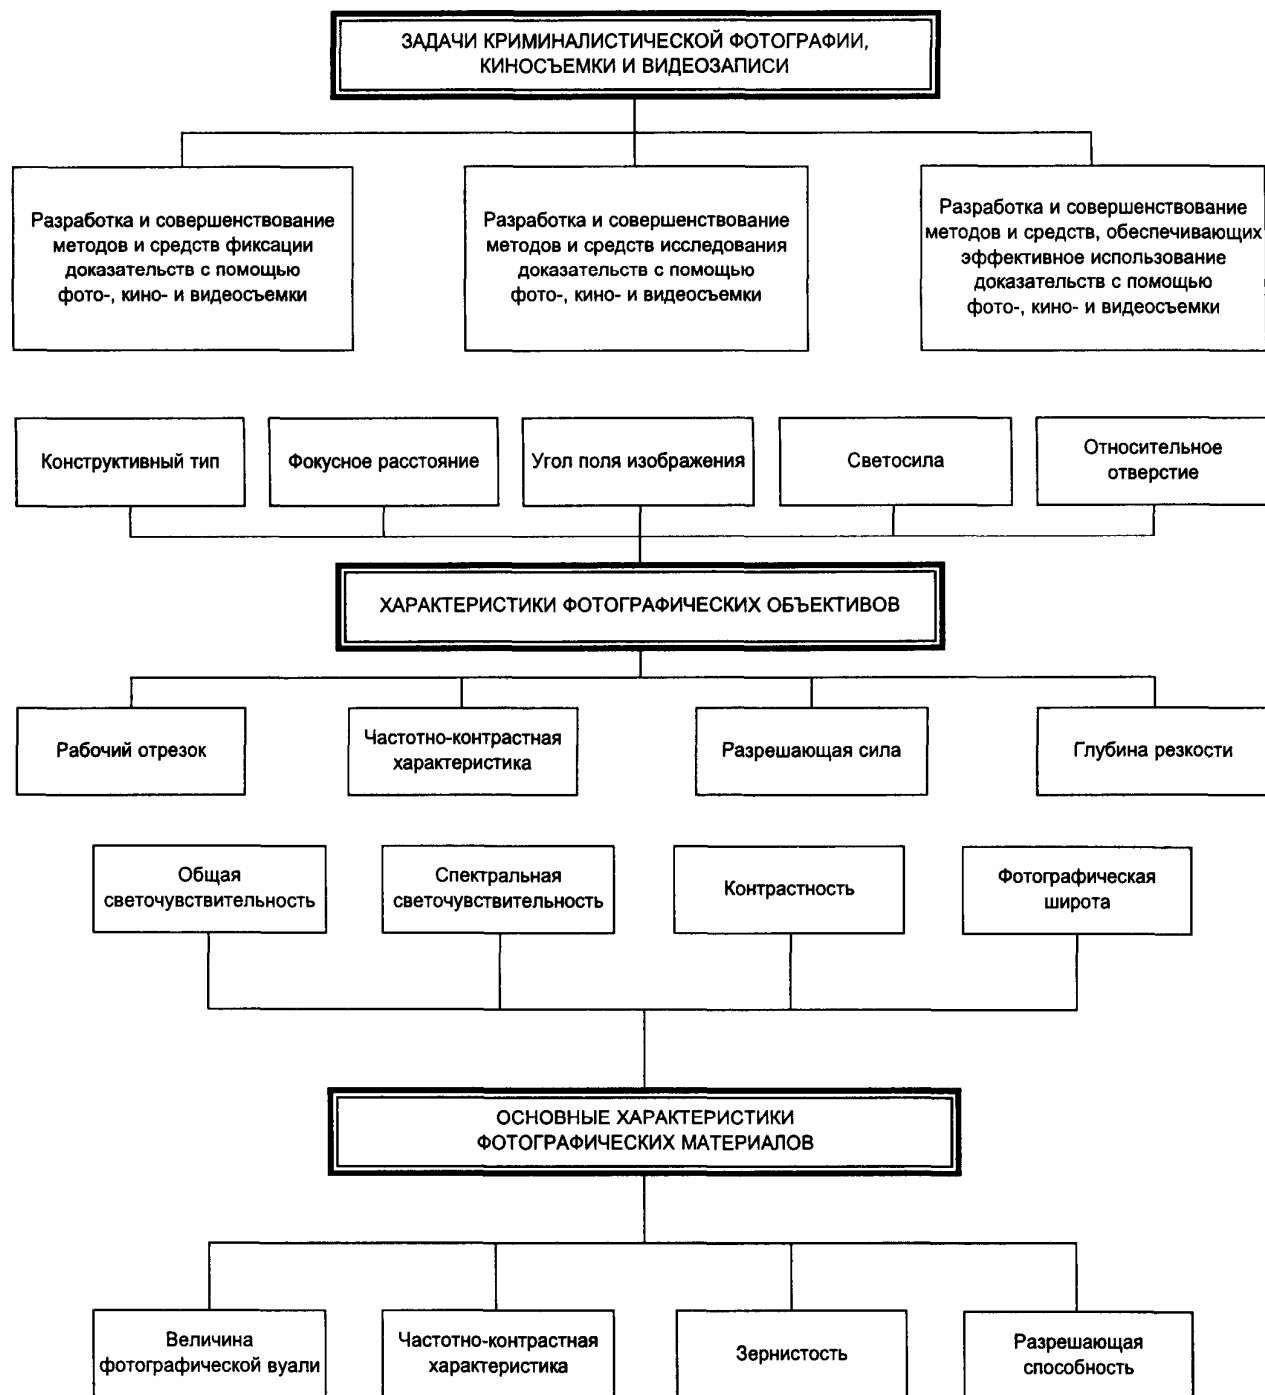 ЗАДАЧИ КРИМИНАЛИСТИЧЕСКОЙ ФОТОГРАФИИ,
КИНОСЪЕМКИ И ВИДЕОЗАПИСИ
Разработка и совершенствование
методов и средств фиксации
доказательств с помощью
фото-, кино- и видеосъемки
Разработка и совершенствование
методов и средств исследования
доказательств с помощью
фото-, кино- и видеосъемки
Разработка и совершенствование
методов и средств, обеспечивающих
эффективное использование
доказательств с помощью
фото-, кино- и видеосъемки
Конструктивный тип
Фокусное расстояние
Угол поля изображения
Светосила
Относительное
отверстие
ХАРАКТЕРИСТИКИ ФОТОГРАФИЧЕСКИХ ОБЪЕКТИВОВ
Рабочий отрезок
Частотно-контрастная
характеристика
Разрешающая сила
Глубина резкости
Общая
светочувствительность
Спектральная
светочувствительность
Контрастность
Фотографическая
широта
ОСНОВНЫЕ ХАРАКТЕРИСТИКИ
ФОТОГРАФИЧЕСКИХ МАТЕРИАЛОВ
Величина
фотографической вуали
Частотно-контрастная
характеристика
Зернистость
Разрешающая
способность